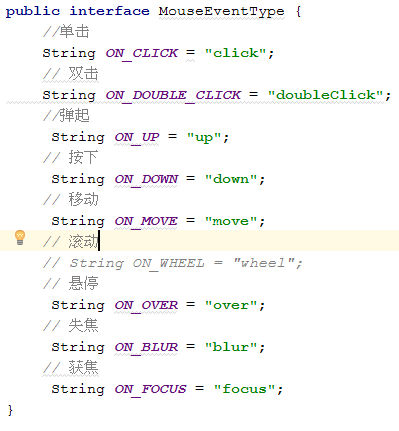 public interface MouseEventType {
    //单击
    String ON_CLICK = "click";
    // 双击
    String ON_DOUBLE_CLICK = "doubleClick";
    //弹起
     String ON_UP = "up";
    // 按下
     String ON_DOWN = "down";
    // 移动
     String ON_MOVE = "move";
    // 滚动
    // String ON_WHEEL = "wheel";
    // 悬停
     String ON_OVER = "over";
    // 失焦
     String ON_BLUR = "blur";
    // 获焦
     String ON_FOCUS = "focus";
}